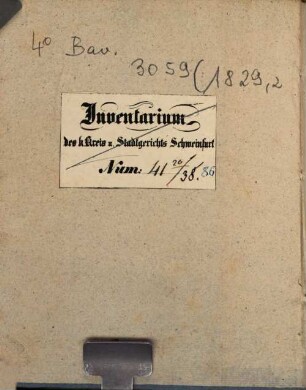 4° Bav.
3059(1829,2
Inventarium
des k. Kreis u. Stadtgerichts Schweinfurt
Num: 41 20/38. 86